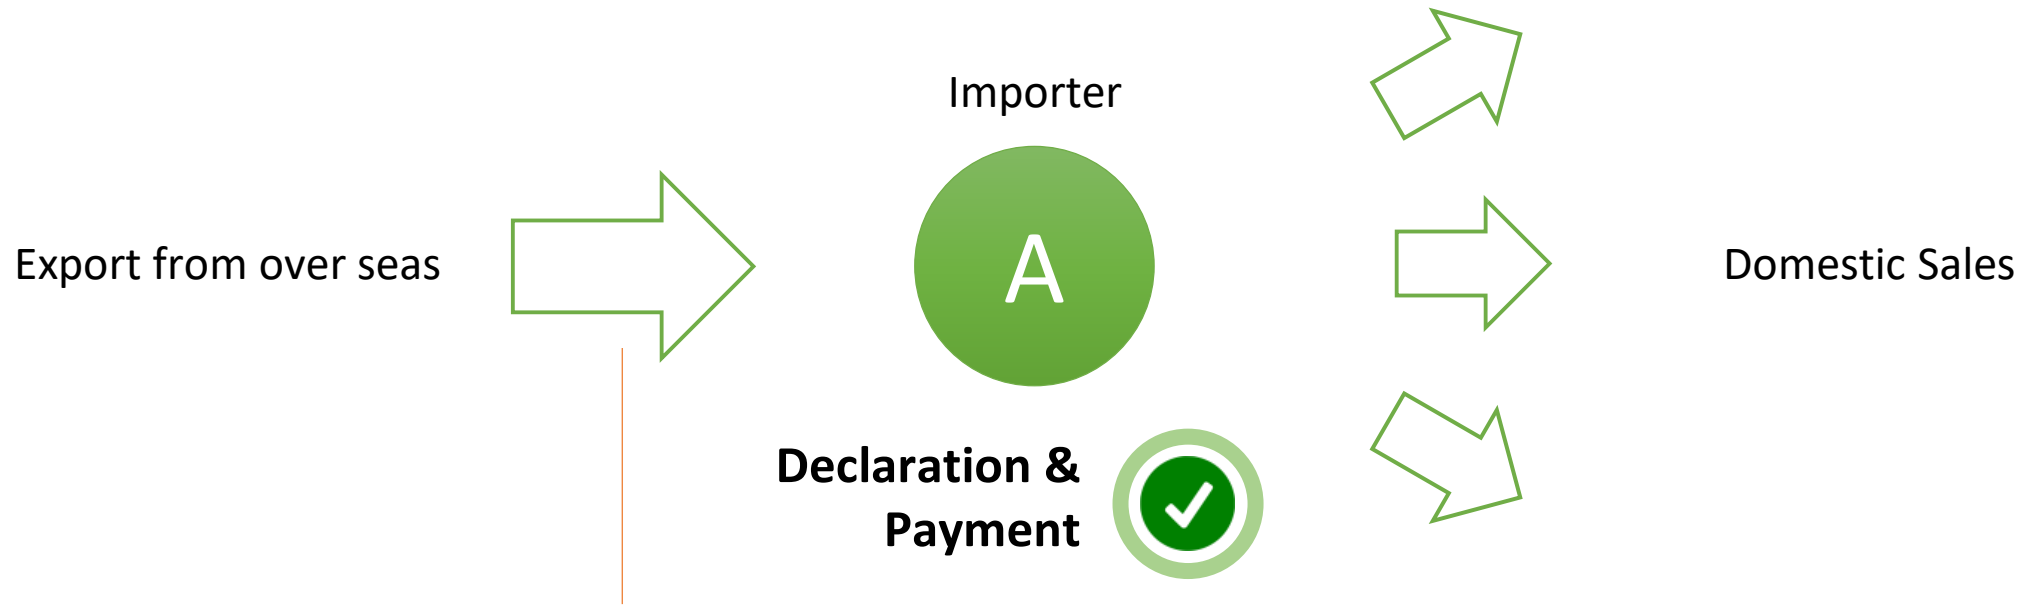 Importer
Export from over seas
A
Domestic Sales
Declaration &
Payment